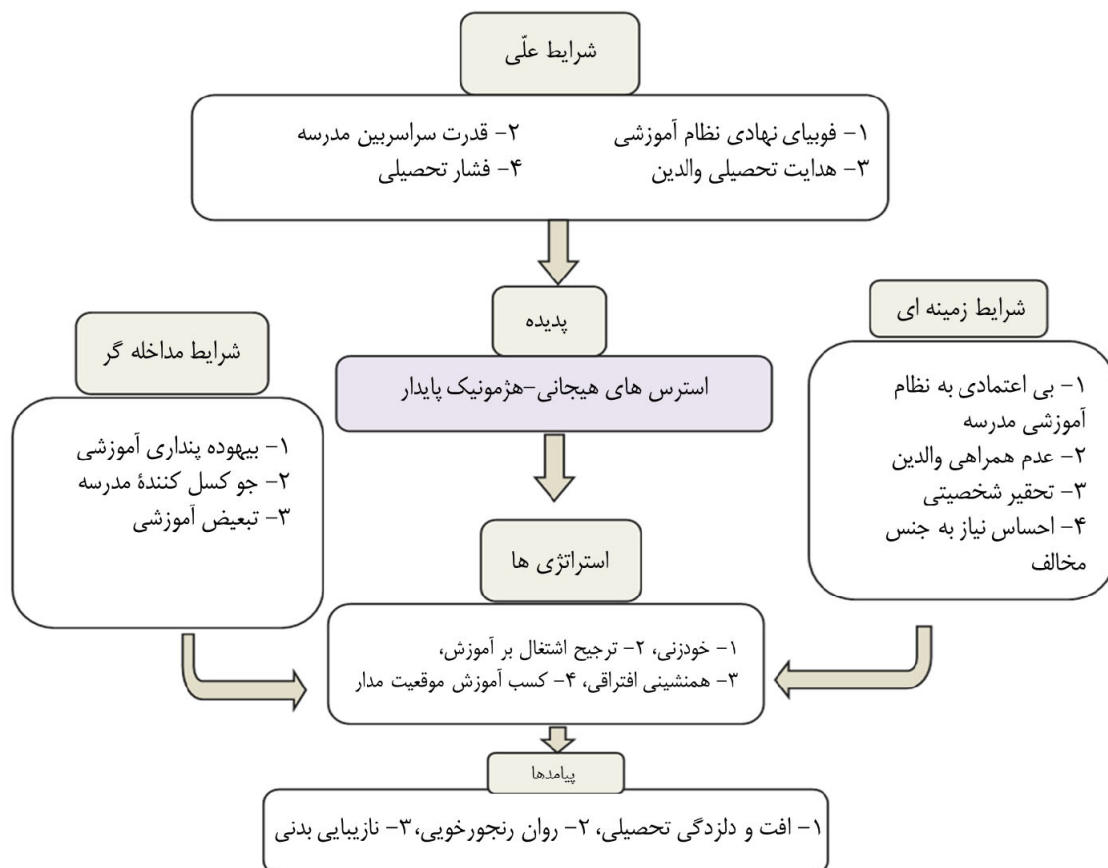 شرایط علّی
۱- فوبیای نهادی نظام آموزشی ۲- قدرت سراسربین مدرسه
۳- هدایت تحصیلی والدین ۴- فشار تحصیلی
پدیده
استرس های هیجانی-هژمونیک پایدار
شرایط زمینه ای
۱- بی اعتمادی به نظام
آموزشی مدرسه
۲- عدم همراهی والدین
۳- تحقیر شخصیتی
۴- احساس نیاز به جنس
مخالف
شرایط مداخله گر
۱- بیهوده پنداری آموزشی
۲- جو کسل کنندهٔ مدرسه
۳- تبعیض آموزشی
استراتژی ها
۱- خودزنی، ۲- ترجیح اشتغال بر آموزش،
۳- همنشینی افتراقی، ۴- کسب آموزش موقعیت مدار
پیامدها
۱- افت و دلزدگی تحصیلی، ۲- روان رنجورخویی،۳- نازیبایی بدنی